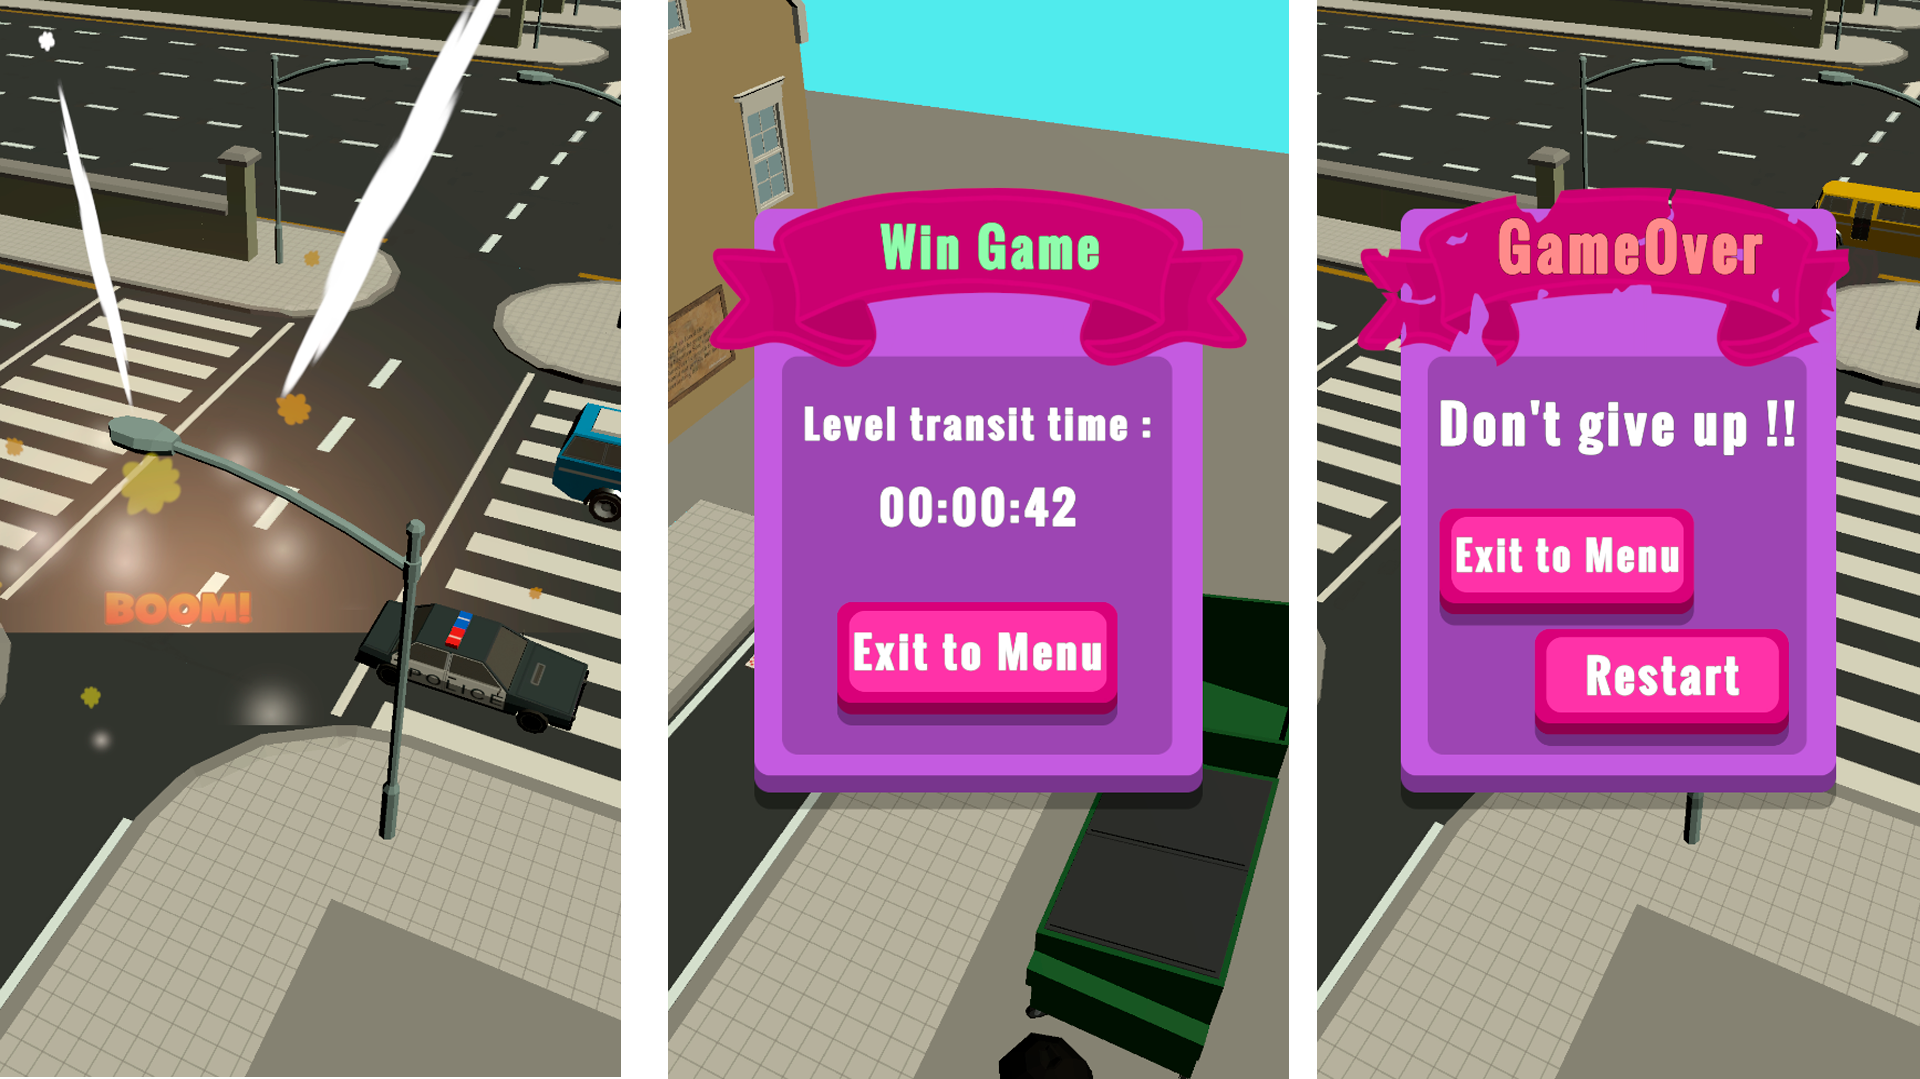 BOOM!
POLICE
Win Game
Level transit time :
00:00:42
Exit to Menu
GameOver
Don't give up !!
Exit to Menu
Restart